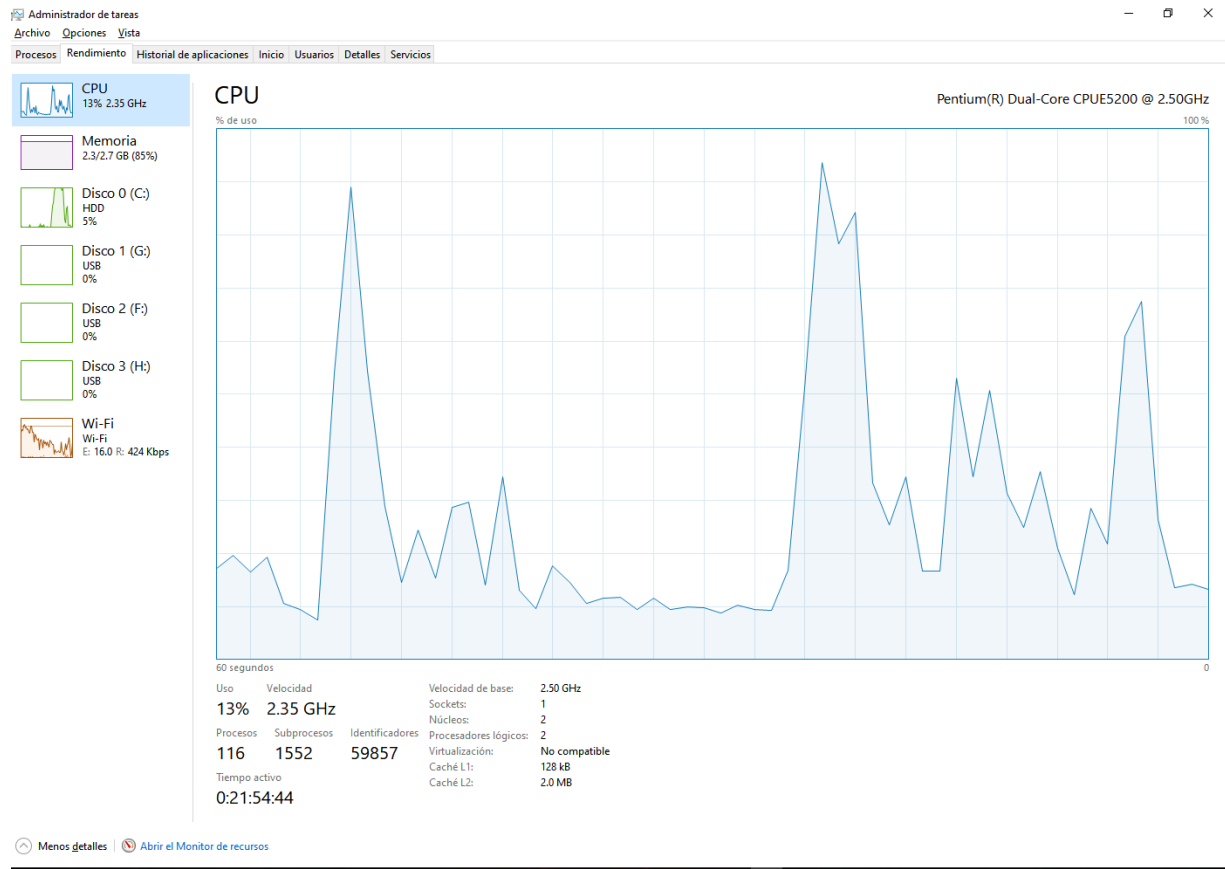 Administrador de tareas
Archivo Opciones Vista
Procesos Rendimiento Historial de aplicaciones Inicio Usuarios Detalles Servicios
CPU
13% 2.35 GHz
Memoria
2.3/2.7 GB (85%)
Disco 0 (C:)
HDD
5%
Disco 1 (G:)
USB
0%
Disco 2 (F:)
USB
0%
Disco 3 (H:)
USB
0%
Wi-Fi
Wi-Fi
E: 16.0 R: 424 Kbps
CPU
Pentium(R) Dual-Core CPUE5200 @ 2.50GHz
% de uso 100 %
60 segundos 0
Uso Velocidad
13% 2.35 GHz
Procesos Subprocesos Identificadores
116 1552 59857
Tiempo activo
0:21:54:44
Velocidad de base: 2.50 GHz
Sockets: 1
Núcleos: 2
Procesadores lógicos: 2
Virtualización: No compatible
Caché L1: 128 kB
Caché L2: 2.0 MB
Menos detalles Abrir el Monitor de recursos